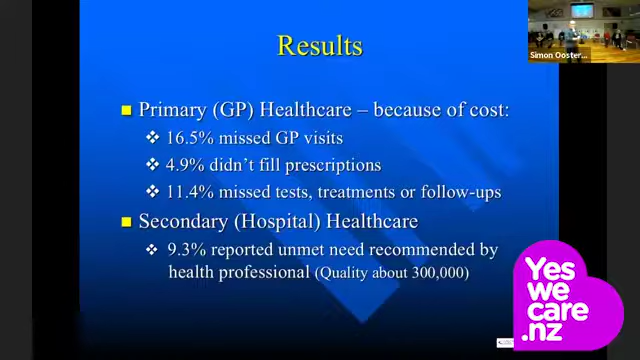 Results
Simon Ooster...
Primary (GP) Healthcare – because of cost:
16.5% missed GP visits
4.9% didn't fill prescriptions
11.4% missed tests, treatments or follow-ups
Secondary (Hospital) Healthcare
9.3% reported unmet need recommended by
health professional (Quality about 300,000)
Yes
we
care
.nz